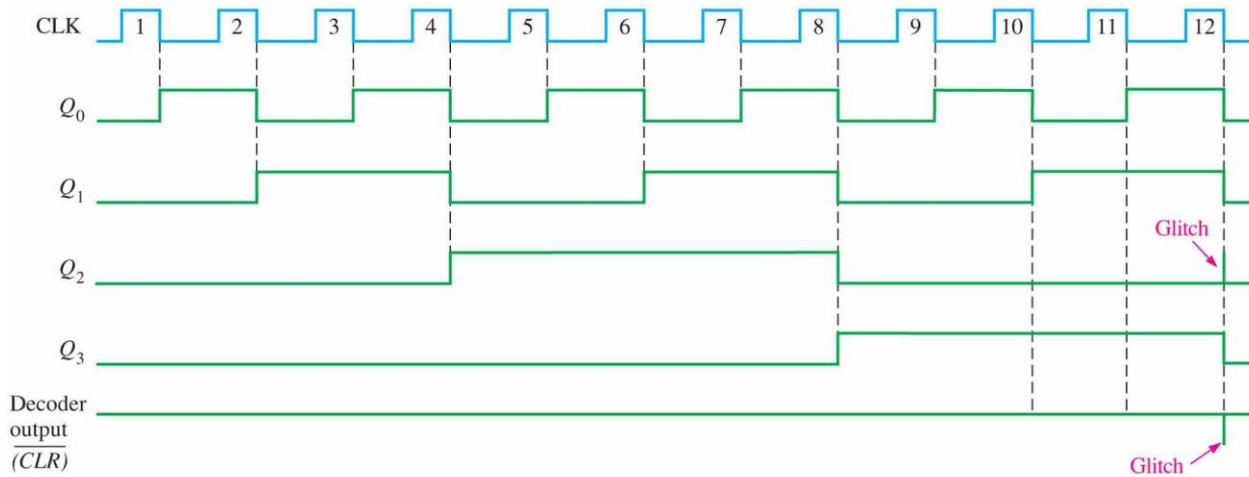 CLK 1 2 3 4 5 6 7 8 9 10 11 12
Q0
Q1
Glitch
Q2
Q3
Decoder
output
(CLR)
Glitch